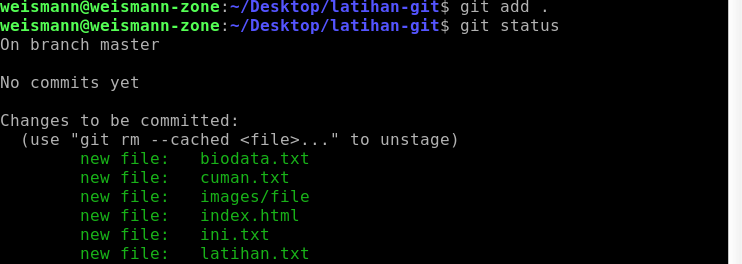 weismann@weismann-zone:~/Desktop/latihan-git$ git add .
weismann@weismann-zone:~/Desktop/latihan-git$ git status
On branch master
No commits yet
Changes to be committed:
  (use "git rm --cached <file>..." to unstage)
        new file:   biodata.txt
        new file:   cuman.txt
        new file:   images/file
        new file:   index.html
        new file:   ini.txt
        new file:   latihan.txt